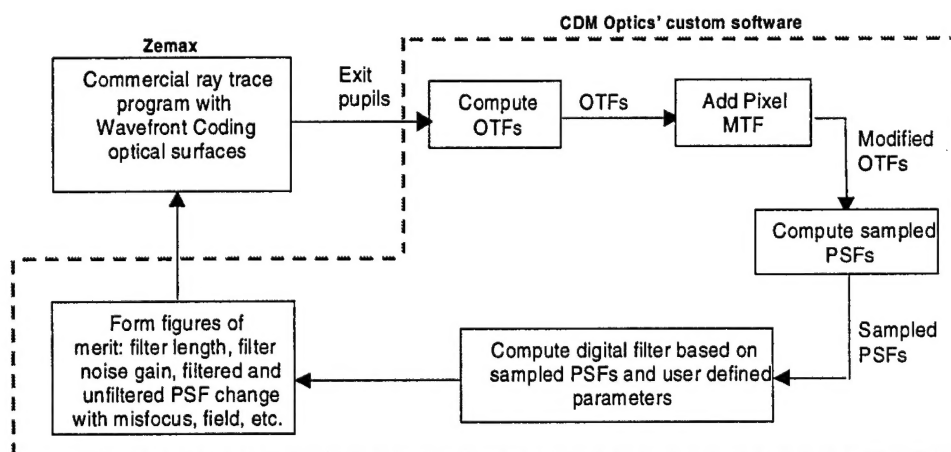 CDM Optics' custom software
Zemax
Commercial ray trace
program with
Wavefront Coding
optical surfaces
Exit
pupils
Compute
OTFs
OTFs
Add Pixel
MTF
Modified
OTFs
Compute sampled
PSFs
Sampled
PSFs
Compute digital filter based on
sampled PSFs and user defined
parameters
Form figures of
merit: filter length, filter
noise gain, filtered and
unfiltered PSF change
with misfocus, field, etc.